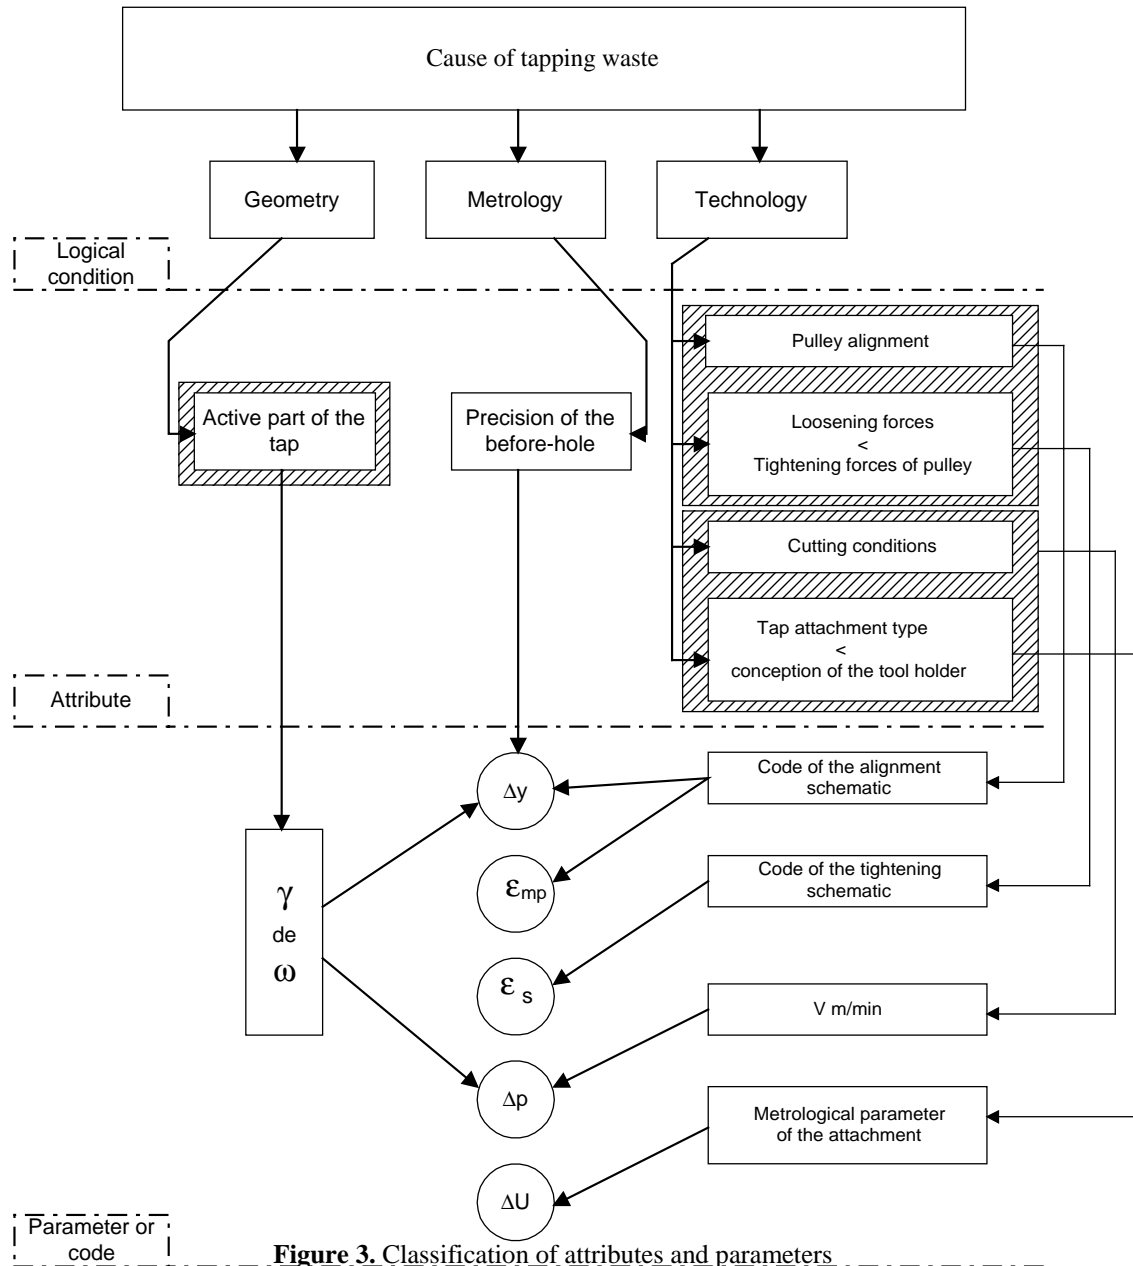 Cause of tapping waste
Geometry
Metrology
Technology
Logical
condition
Pulley alignment
Active part of the
tap
Precision of the
before-hole
Loosening forces
<
Tightening forces of pulley
Cutting conditions
Tap attachment type
<
conception of the tool holder
Attribute
Δy
Code of the alignment
schematic
γ
de
ω
εmp
Code of the tightening
schematic
ε s
V m/min
Δp
Metrological parameter
of the attachment
ΔU
Parameter or
code
Figure 3. Classification of attributes and parameters